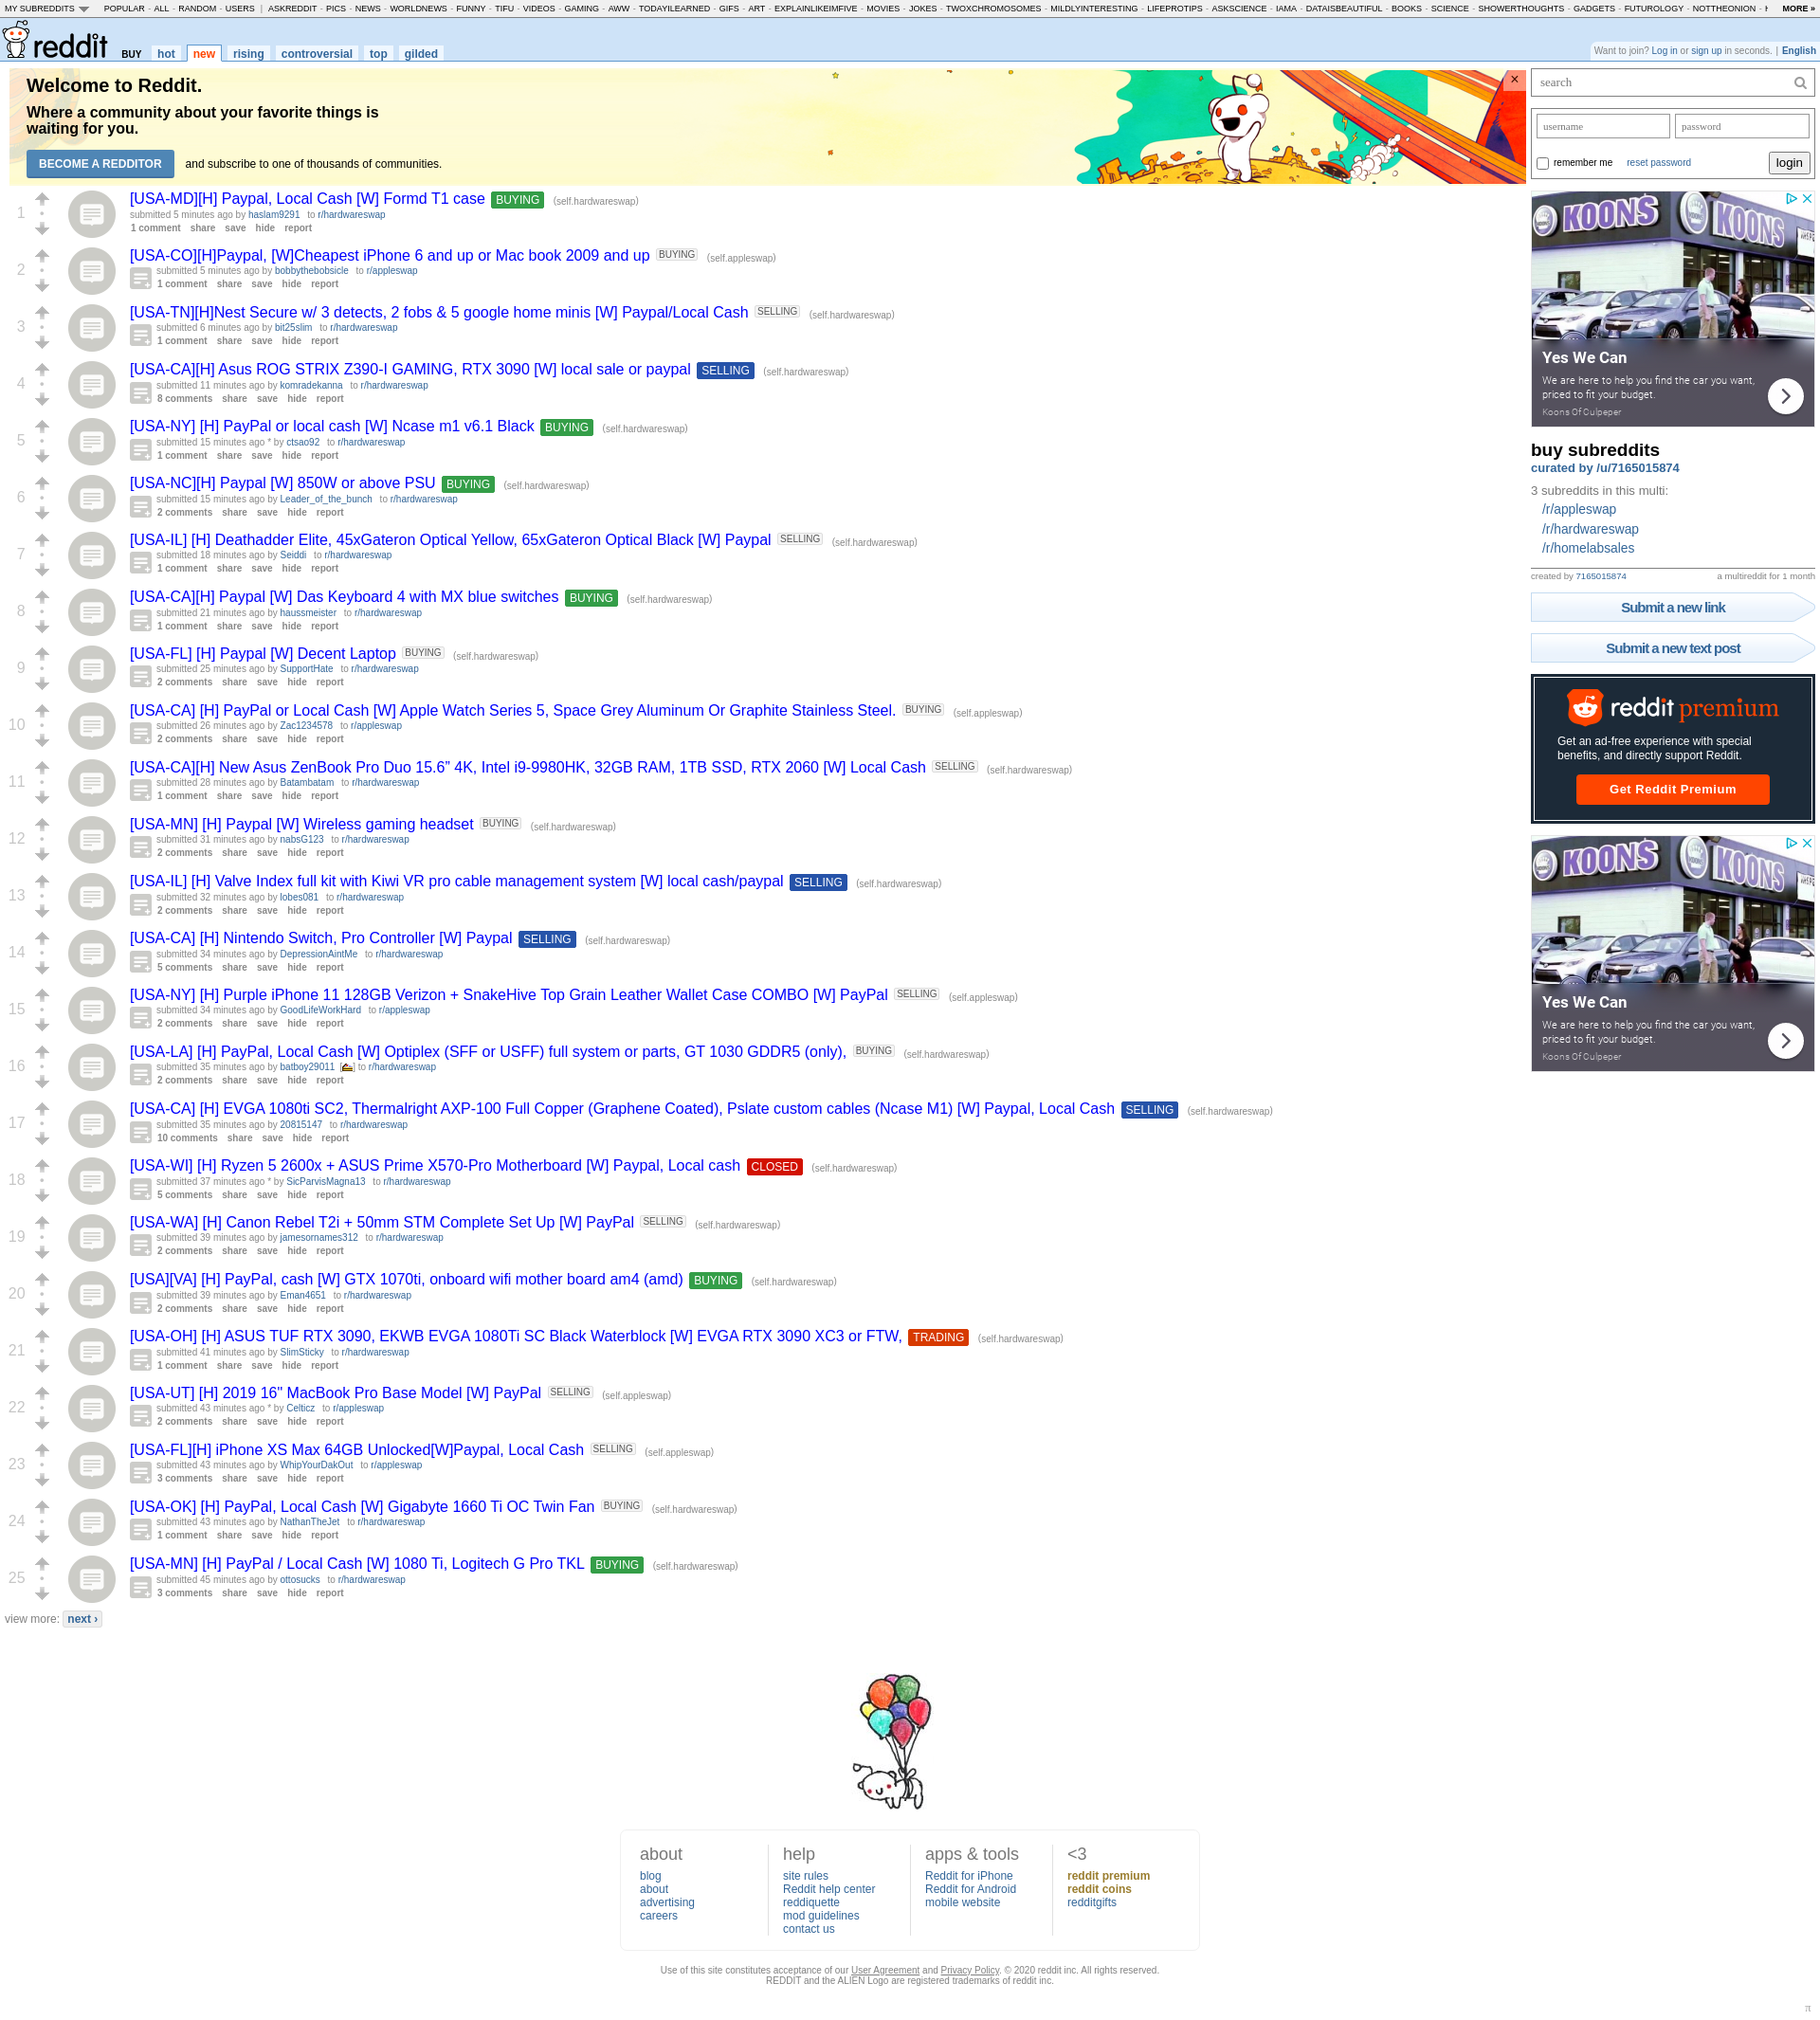 MY SUBREDDITS POPULAR - ALL - RANDOM - USERS | ASKREDDIT - PICS - NEWS - WORLDNEWS - FUNNY - TIFU - VIDEOS - GAMING - AWW - TODAYILEARNED - GIFS - ART - EXPLAINLIKEIMFIVE - MOVIES - JOKES - TWOXCHROMOSOMES - MILDLYINTERESTING - LIFEPROTIPS - ASKSCIENCE - IAMA - DATAISBEAUTIFUL - BOOKS - SCIENCE - SHOWERTHOUGHTS - GADGETS - FUTUROLOGY - NOTTHEONION - MORE »
reddit BUY hot new rising controversial top gilded
Want to join? Log in or sign up in seconds. | English
Welcome to Reddit.
Where a community about your favorite things is
waiting for you.
BECOME A REDDITOR and subscribe to one of thousands of communities.
1
[USA-MD][H] Paypal, Local Cash [W] Formd T1 case BUYING (self.hardwareswap)
submitted 5 minutes ago by haslam9291 to r/hardwareswap
1 comment share save hide report
2
[USA-CO][H]Paypal, [W]Cheapest iPhone 6 and up or Mac book 2009 and up BUYING (self.appleswap)
submitted 5 minutes ago by bobbythebobsicle to r/appleswap
1 comment share save hide report
3
[USA-TN][H]Nest Secure w/ 3 detects, 2 fobs & 5 google home minis [W] Paypal/Local Cash SELLING (self.hardwareswap)
submitted 6 minutes ago by bit25slim to r/hardwareswap
1 comment share save hide report
4
[USA-CA][H] Asus ROG STRIX Z390-I GAMING, RTX 3090 [W] local sale or paypal SELLING (self.hardwareswap)
submitted 11 minutes ago by komradekanna to r/hardwareswap
8 comments share save hide report
5
[USA-NY] [H] PayPal or local cash [W] Ncase m1 v6.1 Black BUYING (self.hardwareswap)
submitted 15 minutes ago * by ctsao92 to r/hardwareswap
1 comment share save hide report
6
[USA-NC][H] Paypal [W] 850W or above PSU BUYING (self.hardwareswap)
submitted 15 minutes ago by Leader_of_the_bunch to r/hardwareswap
2 comments share save hide report
7
[USA-IL] [H] Deathadder Elite, 45xGateron Optical Yellow, 65xGateron Optical Black [W] Paypal SELLING (self.hardwareswap)
submitted 18 minutes ago by Seiddi to r/hardwareswap
1 comment share save hide report
8
[USA-CA][H] Paypal [W] Das Keyboard 4 with MX blue switches BUYING (self.hardwareswap)
submitted 21 minutes ago by haussmeister to r/hardwareswap
1 comment share save hide report
9
[USA-FL] [H] Paypal [W] Decent Laptop BUYING (self.hardwareswap)
submitted 25 minutes ago by SupportHate to r/hardwareswap
2 comments share save hide report
10
[USA-CA] [H] PayPal or Local Cash [W] Apple Watch Series 5, Space Grey Aluminum Or Graphite Stainless Steel. BUYING (self.appleswap)
submitted 26 minutes ago by Zac1234578 to r/appleswap
2 comments share save hide report
11
[USA-CA][H] New Asus ZenBook Pro Duo 15.6” 4K, Intel i9-9980HK, 32GB RAM, 1TB SSD, RTX 2060 [W] Local Cash SELLING (self.hardwareswap)
submitted 28 minutes ago by Batambatam to r/hardwareswap
1 comment share save hide report
12
[USA-MN] [H] Paypal [W] Wireless gaming headset BUYING (self.hardwareswap)
submitted 31 minutes ago by nabsG123 to r/hardwareswap
2 comments share save hide report
13
[USA-IL] [H] Valve Index full kit with Kiwi VR pro cable management system [W] local cash/paypal SELLING (self.hardwareswap)
submitted 32 minutes ago by lobes081 to r/hardwareswap
2 comments share save hide report
14
[USA-CA] [H] Nintendo Switch, Pro Controller [W] Paypal SELLING (self.hardwareswap)
submitted 34 minutes ago by DepressionAintMe to r/hardwareswap
5 comments share save hide report
15
[USA-NY] [H] Purple iPhone 11 128GB Verizon + SnakeHive Top Grain Leather Wallet Case COMBO [W] PayPal SELLING (self.appleswap)
submitted 34 minutes ago by GoodLifeWorkHard to r/appleswap
2 comments share save hide report
16
[USA-LA] [H] PayPal, Local Cash [W] Optiplex (SFF or USFF) full system or parts, GT 1030 GDDR5 (only), BUYING (self.hardwareswap)
submitted 35 minutes ago by batboy29011 [ ] to r/hardwareswap
2 comments share save hide report
17
[USA-CA] [H] EVGA 1080ti SC2, Thermalright AXP-100 Full Copper (Graphene Coated), Pslate custom cables (Ncase M1) [W] Paypal, Local Cash SELLING (self.hardwareswap)
submitted 35 minutes ago by 20815147 to r/hardwareswap
10 comments share save hide report
18
[USA-WI] [H] Ryzen 5 2600x + ASUS Prime X570-Pro Motherboard [W] Paypal, Local cash CLOSED (self.hardwareswap)
submitted 37 minutes ago * by SicParvisMagna13 to r/hardwareswap
5 comments share save hide report
19
[USA-WA] [H] Canon Rebel T2i + 50mm STM Complete Set Up [W] PayPal SELLING (self.hardwareswap)
submitted 39 minutes ago by jamesornames312 to r/hardwareswap
2 comments share save hide report
20
[USA][VA] [H] PayPal, cash [W] GTX 1070ti, onboard wifi mother board am4 (amd) BUYING (self.hardwareswap)
submitted 39 minutes ago by Eman4651 to r/hardwareswap
2 comments share save hide report
21
[USA-OH] [H] ASUS TUF RTX 3090, EKWB EVGA 1080Ti SC Black Waterblock [W] EVGA RTX 3090 XC3 or FTW, TRADING (self.hardwareswap)
submitted 41 minutes ago by SlimSticky to r/hardwareswap
1 comment share save hide report
22
[USA-UT] [H] 2019 16" MacBook Pro Base Model [W] PayPal SELLING (self.appleswap)
submitted 43 minutes ago * by Celticz to r/appleswap
2 comments share save hide report
23
[USA-FL][H] iPhone XS Max 64GB Unlocked[W]Paypal, Local Cash SELLING (self.appleswap)
submitted 43 minutes ago by WhipYourDakOut to r/appleswap
3 comments share save hide report
24
[USA-OK] [H] PayPal, Local Cash [W] Gigabyte 1660 Ti OC Twin Fan BUYING (self.hardwareswap)
submitted 43 minutes ago by NathanTheJet to r/hardwareswap
1 comment share save hide report
25
[USA-MN] [H] PayPal / Local Cash [W] 1080 Ti, Logitech G Pro TKL BUYING (self.hardwareswap)
submitted 45 minutes ago by ottosucks to r/hardwareswap
3 comments share save hide report
view more: next ›
search
username password
remember me reset password login
KOONS KOONS
Yes We Can
We are here to help you find the car you want,
priced to fit your budget.
Koons Of Culpeper
buy subreddits
curated by /u/7165015874
3 subreddits in this multi:
/r/appleswap
/r/hardwareswap
/r/homelabsales
created by 7165015874 a multireddit for 1 month
Submit a new link
Submit a new text post
reddit premium
Get an ad-free experience with special
benefits, and directly support Reddit.
Get Reddit Premium
KOONS KOONS
Yes We Can
We are here to help you find the car you want,
priced to fit your budget.
Koons Of Culpeper
about
blog
about
advertising
careers
help
site rules
Reddit help center
reddiquette
mod guidelines
contact us
apps & tools
Reddit for iPhone
Reddit for Android
mobile website
<3
reddit premium
reddit coins
redditgifts
Use of this site constitutes acceptance of our User Agreement and Privacy Policy. © 2020 reddit inc. All rights reserved.
REDDIT and the ALIEN Logo are registered trademarks of reddit inc.
π